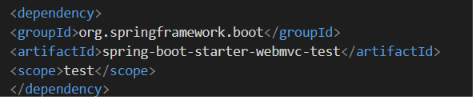 <dependency>
<groupId>org.springframework.boot</groupId>
<artifactId>spring-boot-starter-webmvc-test</artifactId>
<scope>test</scope>
</dependency>